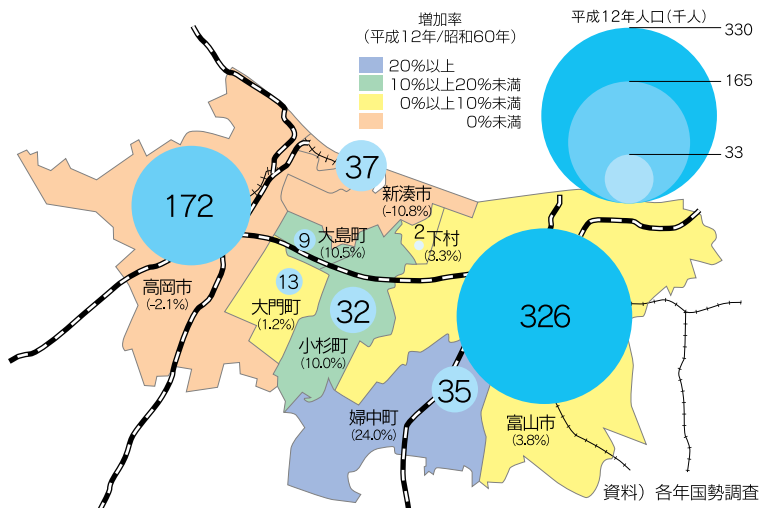 増加率
(平成12年/昭和60年)
20%以上
10%以上20%未満
0%以上10%未満
0%未満
平成12年人口(千人)
330
165
33
37
新湊市
(-10.8%)
172
高岡市
(-2.1%)
9
大島町
(10.5%)
2
下村
(3.3%)
13
大門町
(1.2%)
32
小杉町
(10.0%)
326
富山市
(3.8%)
35
婦中町
(24.0%)
資料）各年国勢調査